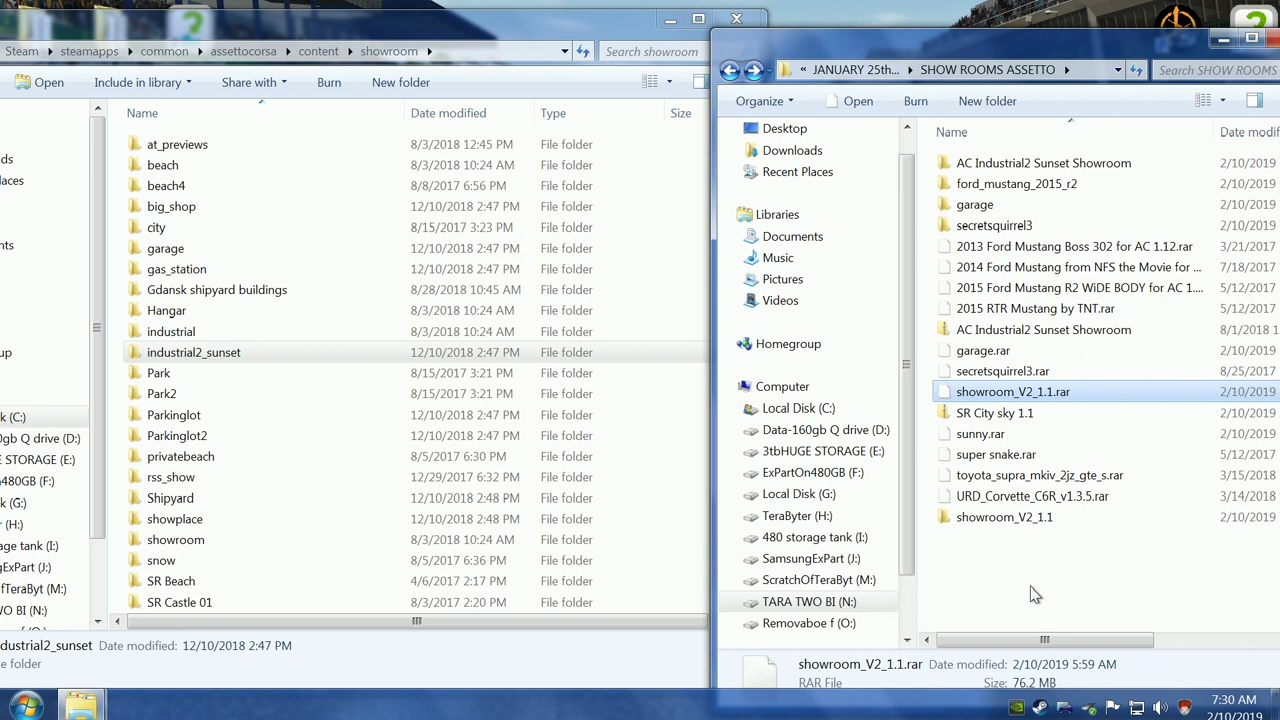 Steam ▸ steamapps ▸ common ▸ assettocorsa ▸ content ▸ showroom ▸
Search showroom
Open Include in library Share with Burn New folder
Name Date modified Type Size
at_previews 8/3/2018 12:45 PM File folder
beach 8/3/2018 10:24 AM File folder
beach4 8/8/2017 6:56 PM File folder
big_shop 12/10/2018 2:47 PM File folder
city 8/15/2017 3:23 PM File folder
garage 12/10/2018 2:47 PM File folder
gas_station 12/10/2018 2:47 PM File folder
Gdansk shipyard buildings 8/28/2018 10:45 AM File folder
Hangar 8/3/2018 10:24 AM File folder
industrial 8/3/2018 10:24 AM File folder
industrial2_sunset 12/10/2018 2:47 PM File folder
Park 8/15/2017 3:21 PM File folder
Park2 8/15/2017 3:21 PM File folder
Parkinglot 12/10/2018 2:47 PM File folder
Parkinglot2 12/10/2018 2:47 PM File folder
privatebeach 8/5/2017 6:30 PM File folder
rss_show 12/29/2017 6:32 PM File folder
Shipyard 12/10/2018 2:48 PM File folder
showplace 12/10/2018 2:48 PM File folder
showroom 8/3/2018 10:24 AM File folder
snow 8/5/2017 6:36 PM File folder
SR Beach 4/6/2017 2:17 PM File folder
SR Castle 01 8/3/2017 2:20 PM File folder
ds
laces
nts
up
k (C:)
0gb Q drive (D:)
E STORAGE (E:)
n480GB (F:)
k (G:)
r (H:)
age tank (I:)
xPart (J:)
OfTeraByt (M:)
WO BI (N:)
dustrial2_sunset Date modified: 12/10/2018 2:47 PM
le folder
« JANUARY 25th... ▸ SHOW ROOMS ASSETTO ▸
Search SHOW ROOMS
Organize Open Burn New folder
Desktop
Downloads
Recent Places
Libraries
Documents
Music
Pictures
Videos
Homegroup
Computer
Local Disk (C:)
Data-160gb Q drive (D:)
3tbHUGE STORAGE (E:)
ExPartOn480GB (F:)
Local Disk (G:)
TeraByter (H:)
480 storage tank (I:)
SamsungExPart (J:)
ScratchOfTeraByt (M:)
TARA TWO BI (N:)
Removaboe f (O:)
Name Date modif
AC Industrial2 Sunset Showroom 2/10/2019
ford_mustang_2015_r2 2/10/2019
garage 2/10/2019
secretsquirrel3 2/10/2019
2013 Ford Mustang Boss 302 for AC 1.12.rar 3/21/2017
2014 Ford Mustang from NFS the Movie for ... 7/18/2017
2015 Ford Mustang R2 WiDE BODY for AC 1.... 5/12/2017
2015 RTR Mustang by TNT.rar 5/12/2017
AC Industrial2 Sunset Showroom 8/1/2018
garage.rar 2/10/2019
secretsquirrel3.rar 8/25/2017
showroom_V2_1.1.rar 2/10/2019
SR City sky 1.1 2/10/2019
sunny.rar 2/10/2019
super snake.rar 5/12/2017
toyota_supra_mkiv_2jz_gte_s.rar 3/15/2018
URD_Corvette_C6R_v1.3.5.rar 3/14/2018
showroom_V2_1.1 2/10/2019
showroom_V2_1.1.rar Date modified: 2/10/2019 5:59 AM
RAR File Size: 76.2 MB
7:30 AM
2/10/2019